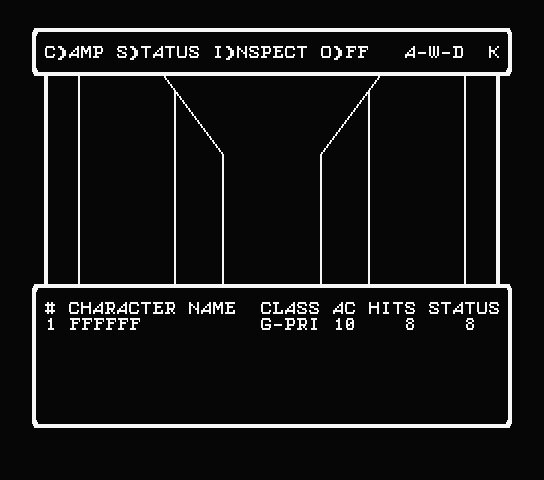 C)AMP S)TATUS I)NSPECT O)FF A-W-D K
# CHARACTER NAME CLASS AC HITS STATUS
1 FFFFFF G-PRI 10 8 8